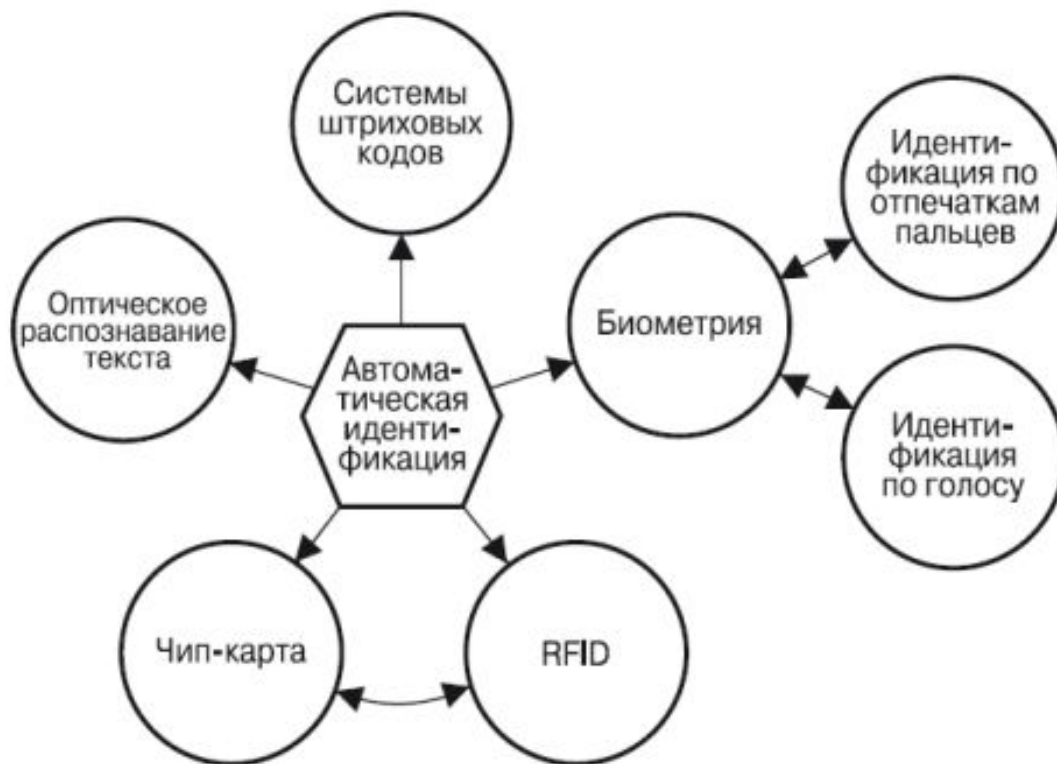 Системы
штриховых
кодов
Иденти-
фикация по
отпечаткам
пальцев
Оптическое
распознавание
текста
Биометрия
Автома-
тическая
иденти-
фикация
Иденти-
фикация
по голосу
Чип-карта
RFID